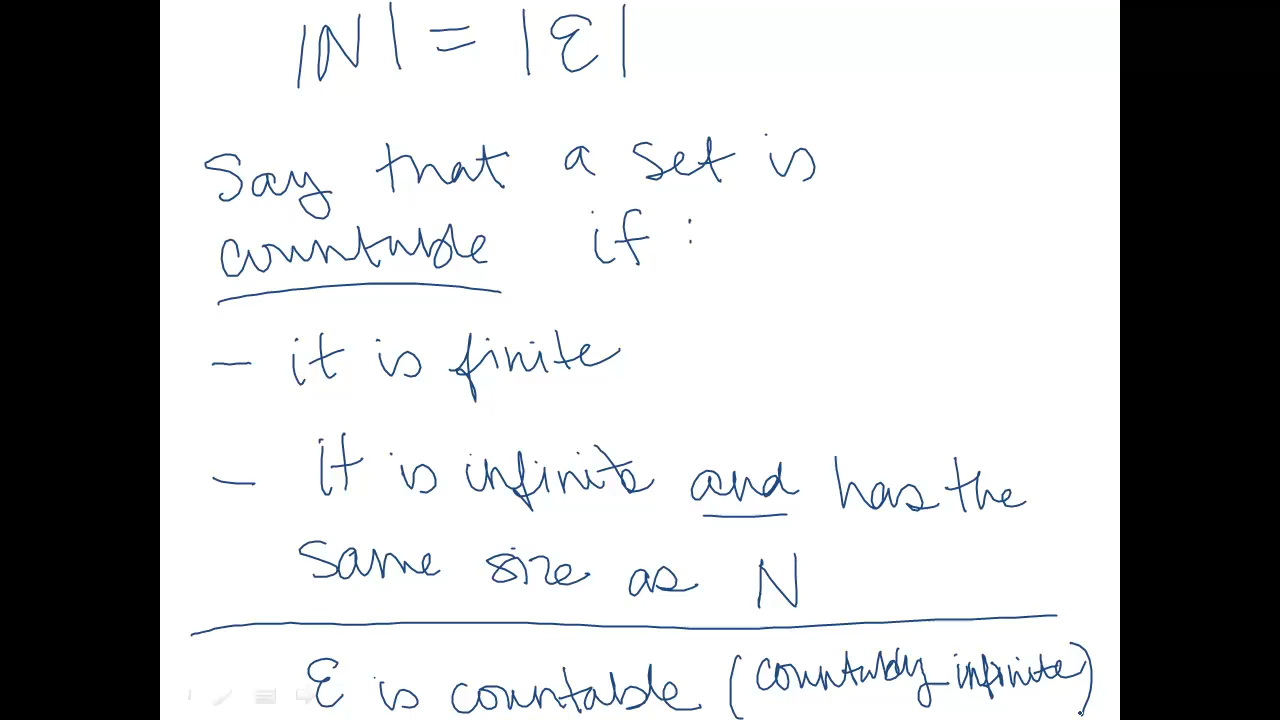 |N| = |E|
Say that a set is
countable if :
- it is finite
- It is infinite and has the
same size as N
E is countable (countably infinite)